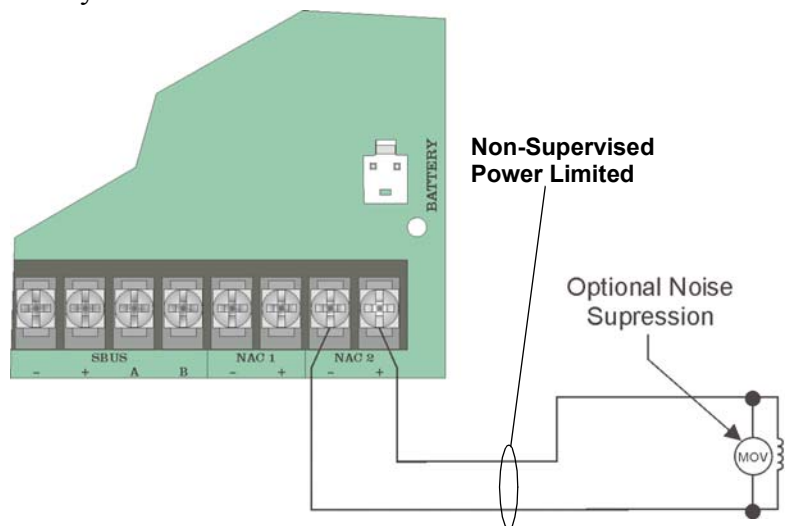 Non-Supervised
Power Limited
BATTERY
Optional Noise
Supression
SBUS NAC 1 NAC 2
- + A B - + - +
MOV